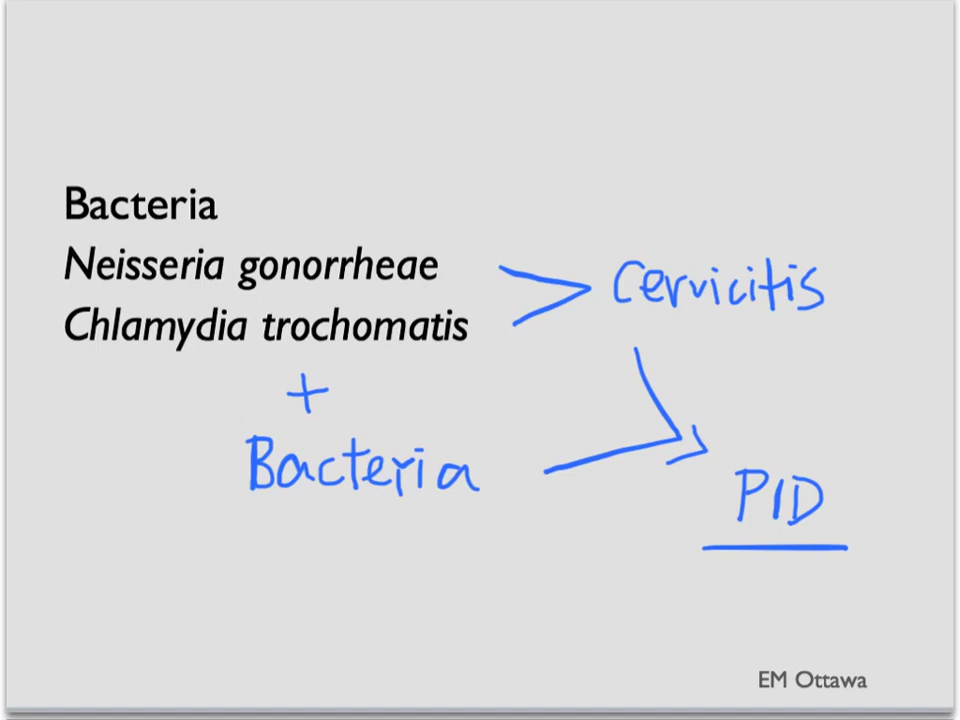 Bacteria
Neisseria gonorrheae
Chlamydia trochomatis
Cervicitis
+
Bacteria
PID
EM Ottawa